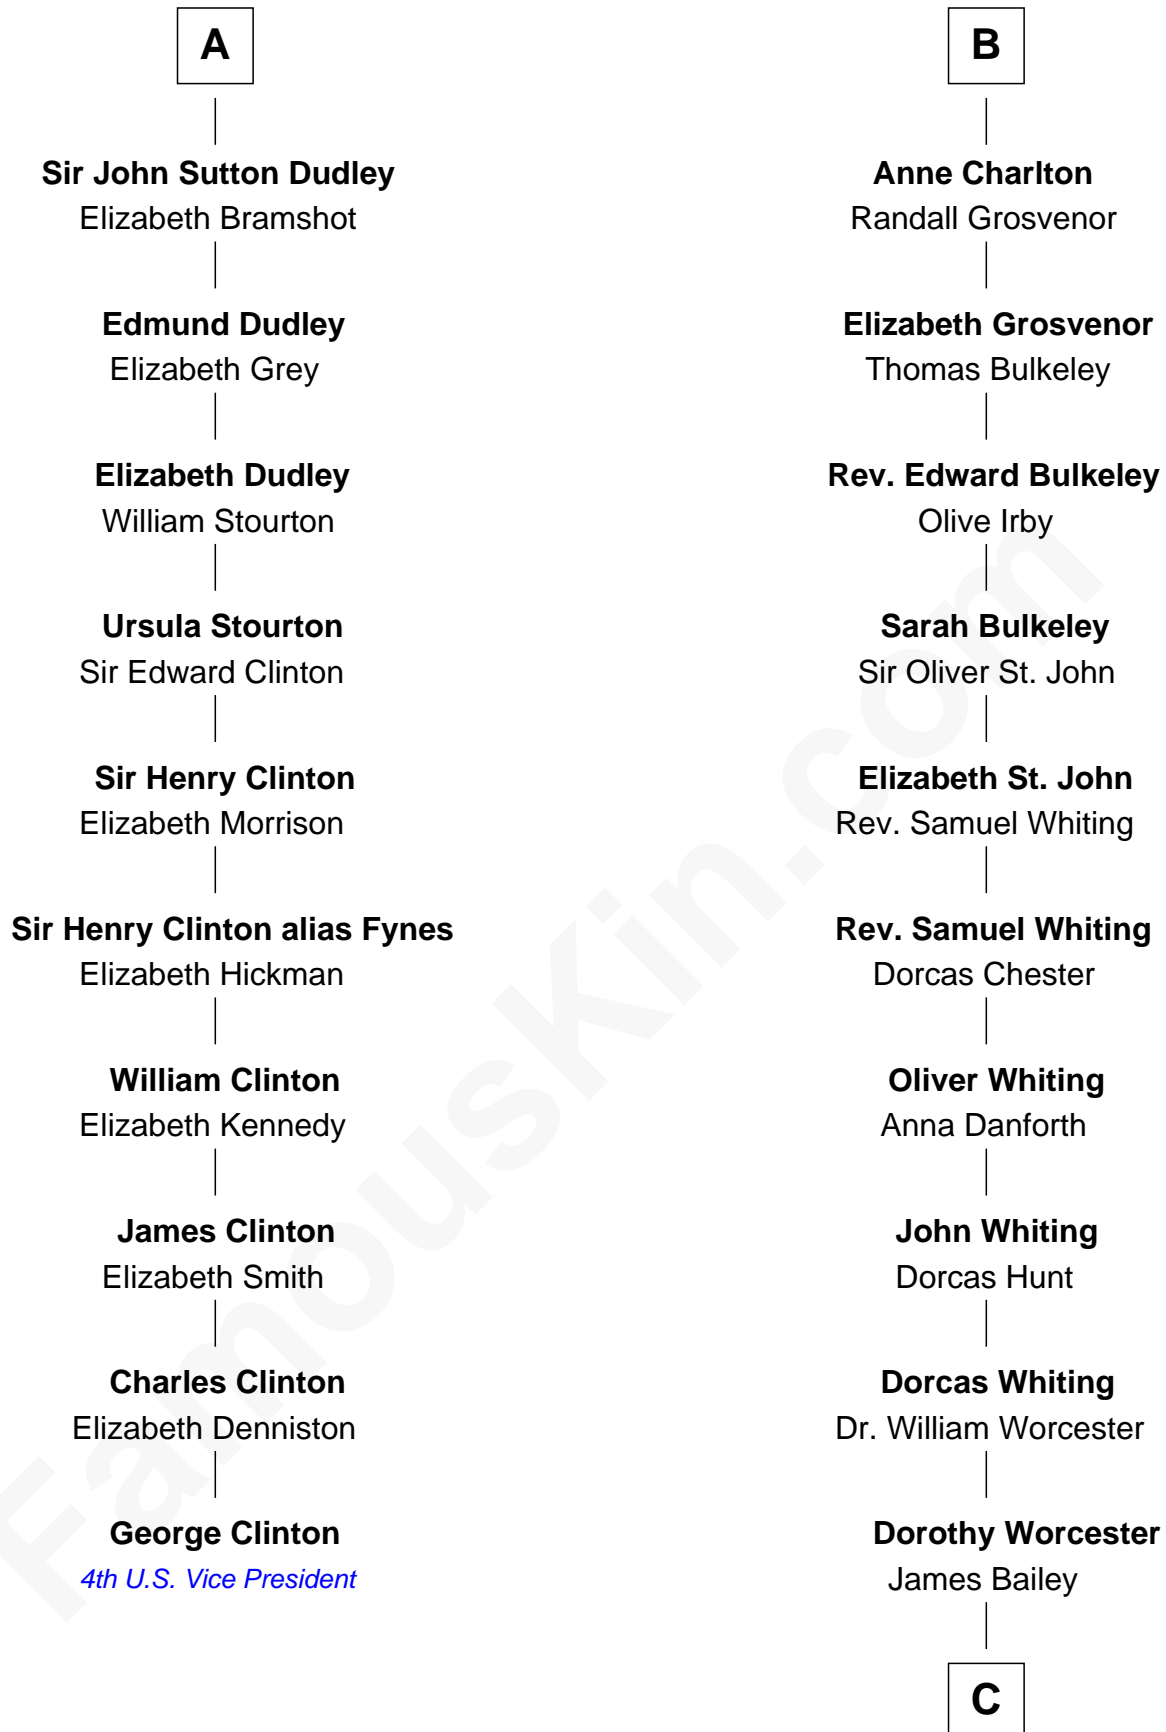 A
Sir John Sutton Dudley
Elizabeth Bramshot
Edmund Dudley
Elizabeth Grey
Elizabeth Dudley
William Stourton
Ursula Stourton
Sir Edward Clinton
Sir Henry Clinton
Elizabeth Morrison
Sir Henry Clinton alias Fynes
Elizabeth Hickman
William Clinton
Elizabeth Kennedy
James Clinton
Elizabeth Smith
Charles Clinton
Elizabeth Denniston
George Clinton
4th U.S. Vice President
B
Anne Charlton
Randall Grosvenor
Elizabeth Grosvenor
Thomas Bulkeley
Rev. Edward Bulkeley
Olive Irby
Sarah Bulkeley
Sir Oliver St. John
Elizabeth St. John
Rev. Samuel Whiting
Rev. Samuel Whiting
Dorcas Chester
Oliver Whiting
Anna Danforth
John Whiting
Dorcas Hunt
Dorcas Whiting
Dr. William Worcester
Dorothy Worcester
James Bailey
C
FamousKin.com